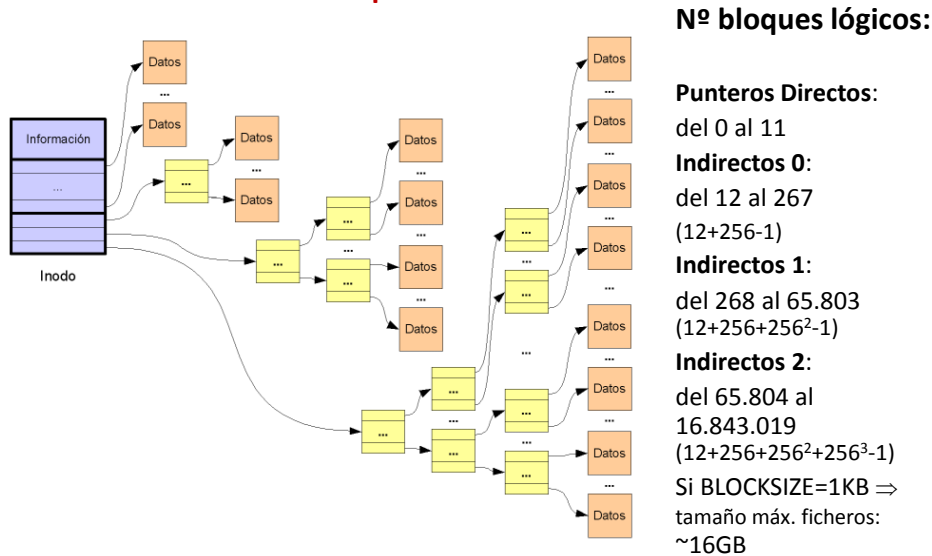 Nº bloques lógicos:
Punteros Directos:
del 0 al 11
Indirectos 0:
del 12 al 267
(12+256-1)
Indirectos 1:
del 268 al 65.803
(12+256+256²-1)
Indirectos 2:
del 65.804 al
16.843.019
(12+256+256²+256³-1)
Si BLOCKSIZE=1KB ⇒
tamaño máx. ficheros:
~16GB
Información
...
Inodo
Datos
...
Datos
...
Datos
...
Datos
...
...
Datos
...
Datos
...
...
Datos
...
Datos
...
...
...
Datos
...
Datos
...
Datos
...
Datos
...
...
...
...
Datos
...
Datos
...
Datos
...
Datos
...
...
...
...
...
...